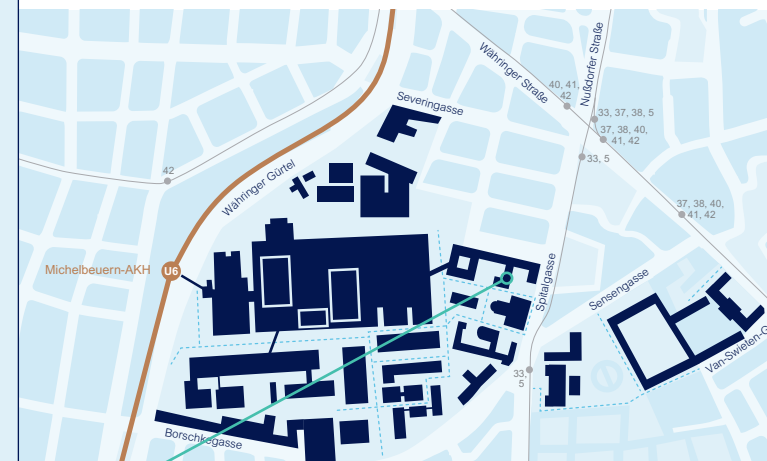 Währinger Straße
Nußdorfer Straße
40, 41,
42
33, 37, 38, 5
37, 38, 40,
41, 42
33, 5
Severingasse
42
Währinger Gürtel
37, 38, 40,
41, 42
Michelbeuern-AKH
U6
Spitalgasse
Sensengasse
Van-Swieten-G
33,
5
Borschkegasse